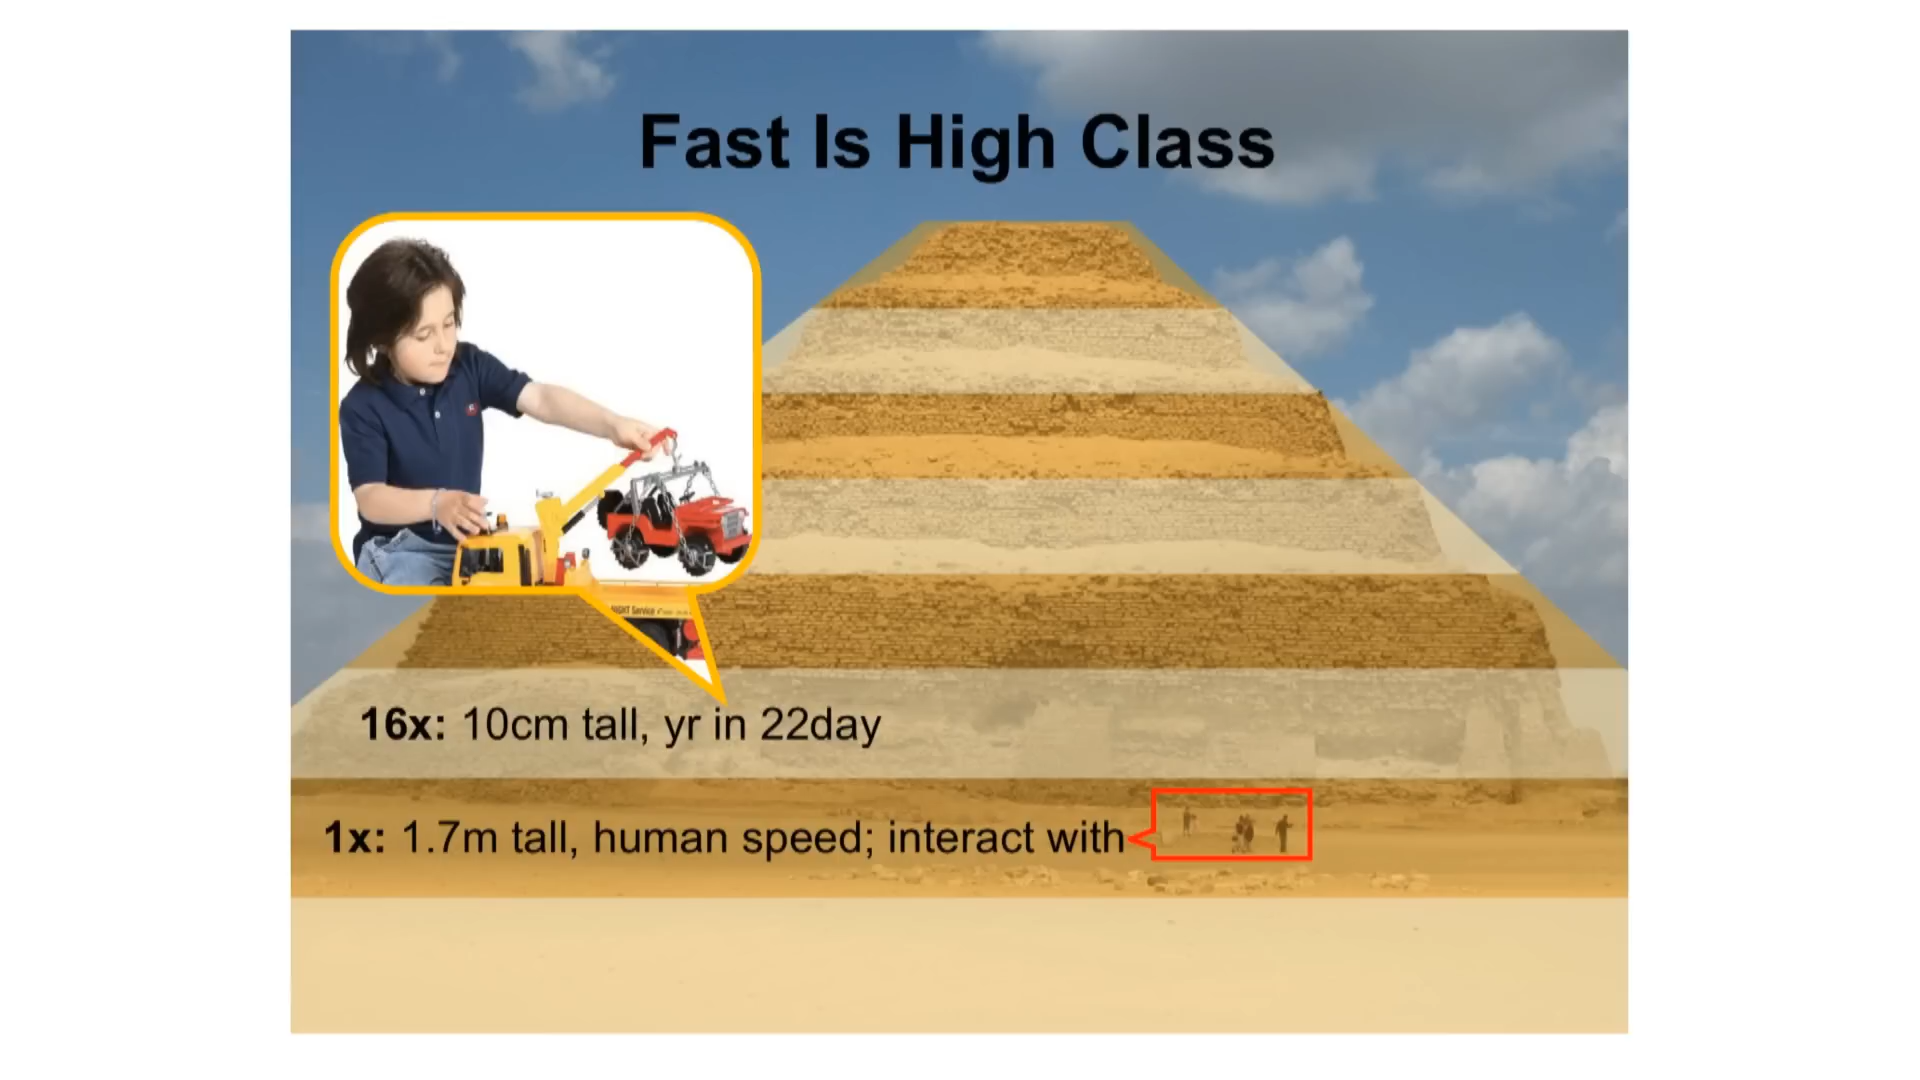 Fast Is High Class
16x: 10cm tall, yr in 22day
1x: 1.7m tall, human speed; interact with